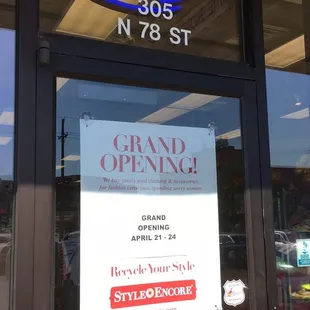 305
N 78 ST
GRAND
OPENING!
GRAND
OPENING
APRIL 21 - 24
Recycle Your Style
STYLE ENCORE